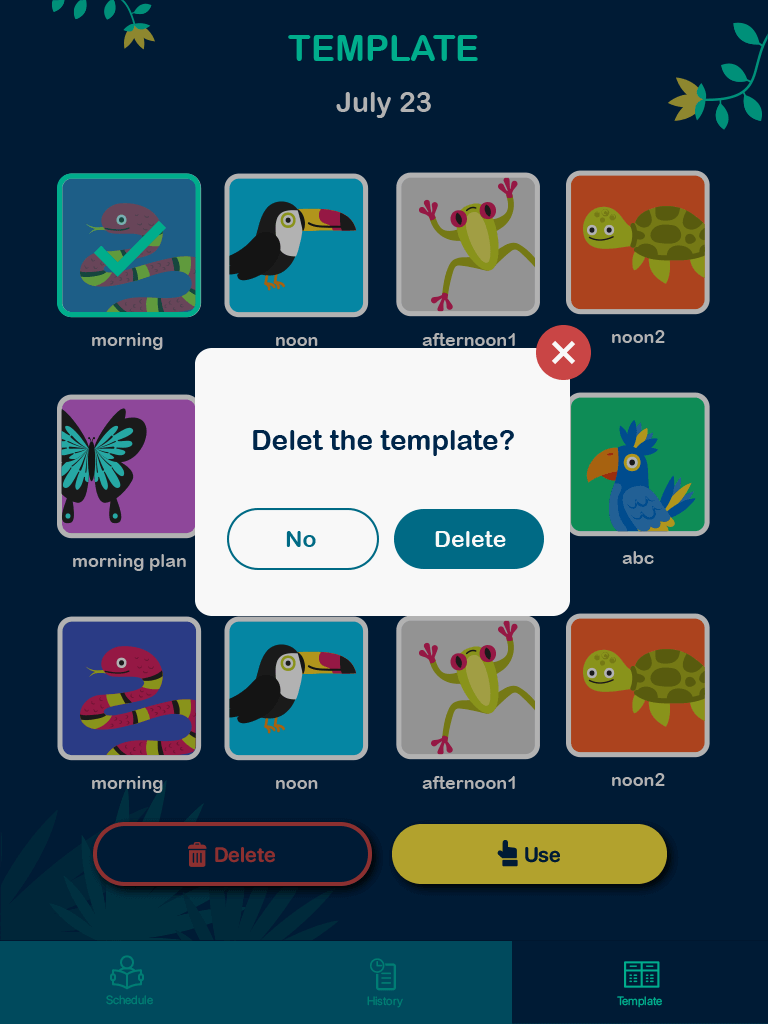 TEMPLATE
July 23
morning
noon
afternoon1
noon2
Delet the template?
No
Delete
morning plan
abc
morning
noon
afternoon1
noon2
Delete
Use
Schedule
History
Template